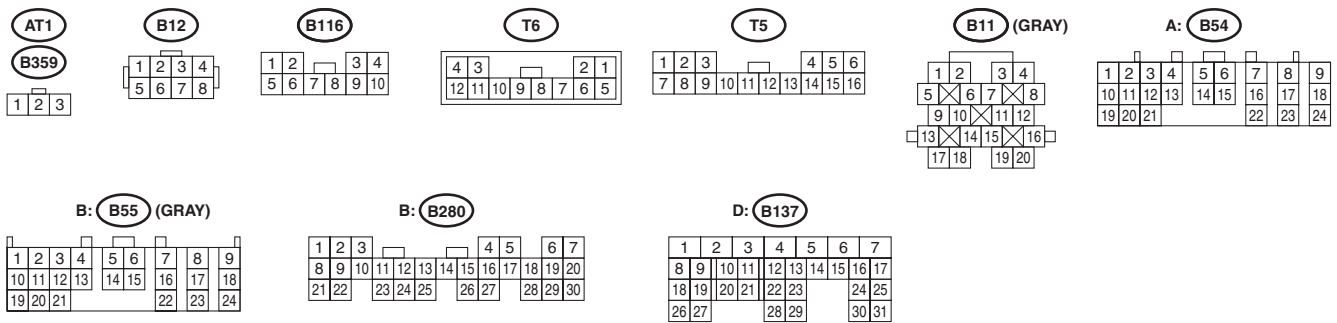 AT1
B359
1 2 3
B12
1 2 3 4
5 6 7 8
B116
1 2 3 4
5 6 7 8 9 10
T6
4 3 2 1
12 11 10 9 8 7 6 5
T5
1 2 3 4 5 6
7 8 9 10 11 12 13 14 15 16
B11 (GRAY)
1 2 3 4
5 6 7 8
9 10 11 12
13 14 15 16
17 18 19 20
A: B54
1 2 3 4 5 6 7 8 9
10 11 12 13 14 15 16 17 18
19 20 21 22 23 24
B: B55 (GRAY)
1 2 3 4 5 6 7 8 9
10 11 12 13 14 15 16 17 18
19 20 21 22 23 24
B: B280
1 2 3 4 5 6 7
8 9 10 11 12 13 14 15 16 17 18 19 20
21 22 23 24 25 26 27 28 29 30
D: B137
1 2 3 4 5 6 7
8 9 10 11 12 13 14 15 16 17
18 19 20 21 22 23 24 25
26 27 28 29 30 31